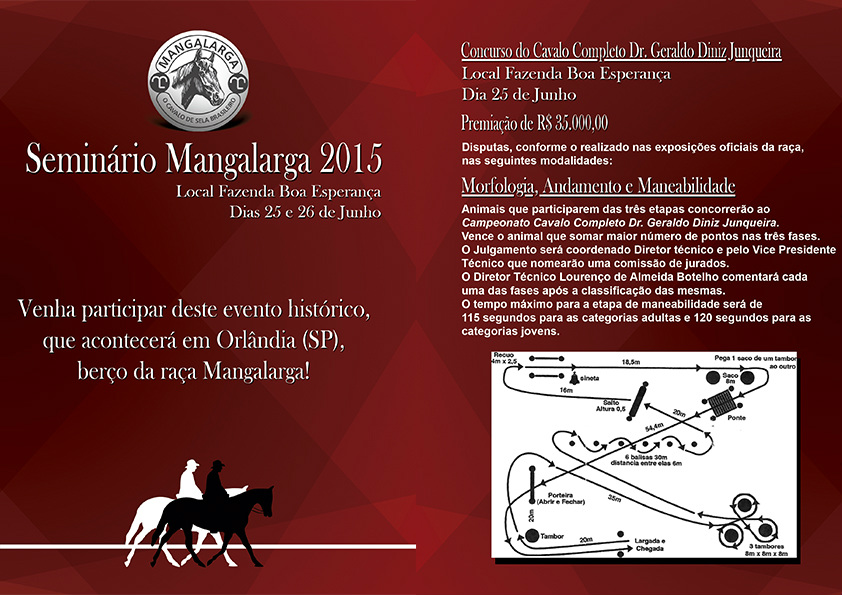 MANGALARGA
O CAVALO DE SELA BRASILEIRO
Seminário Mangalarga 2015
Local Fazenda Boa Esperança
Dias 25 e 26 de Junho
Venha participar deste evento histórico,
que acontecerá em Orlândia (SP),
berço da raça Mangalarga!
Concurso do Cavalo Completo Dr. Geraldo Diniz Junqueira
Local Fazenda Boa Esperança
Dia 25 de Junho
Premiação de R$ 35.000,00
Disputas, conforme o realizado nas exposições oficiais da raça,
nas seguintes modalidades:
Morfologia, Andamento e Maneabilidade
Animais que participarem das três etapas concorrerão ao
Campeonato Cavalo Completo Dr. Geraldo Diniz Junqueira.
Vence o animal que somar maior número de pontos nas três fases.
O Julgamento será coordenado Diretor técnico e pelo Vice Presidente
Técnico que nomearão uma comissão de jurados.
O Diretor Técnico Lourenço de Almeida Botelho comentará cada
uma das fases após a classificação das mesmas.
O tempo máximo para a etapa de maneabilidade será de
115 segundos para as categorias adultas e 120 segundos para as
categorias jovens.
Recuo
4m x 2,5
18,5m
Pega 1 saco de um tambor
ao outro
sineta
16m
Saco
8m
Salto
Altura 0,5
20m
Ponte
54,4m
6 balisas 30m
distancia entre elas 6m
Porteira
(Abrir e Fechar)
35m
20m
Tambor
20m
Largada e
Chegada
3 tambores
8m x 8m x 8m